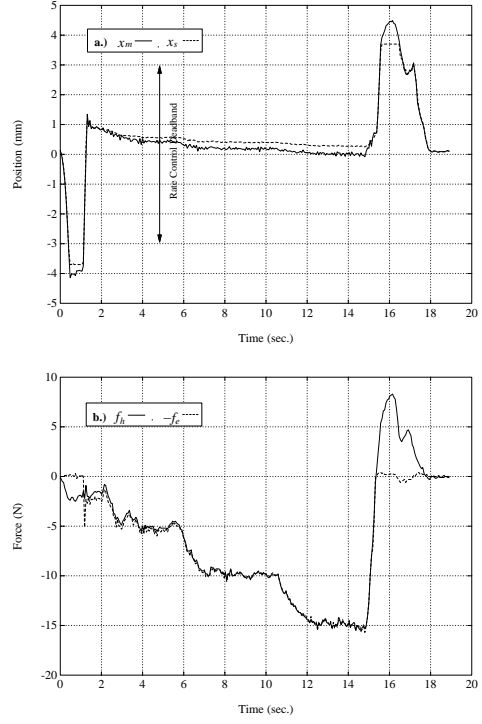 5
4
3
2
1
0
-1
-2
-3
-4
-5
Position (mm)
a.) xm , xs
Rate Control Deadband
0 2 4 6 8 10 12 14 16 18 20
Time (sec.)
10
5
0
-5
-10
-15
-20
Force (N)
b.) fh , −fe
0 2 4 6 8 10 12 14 16 18 20
Time (sec.)